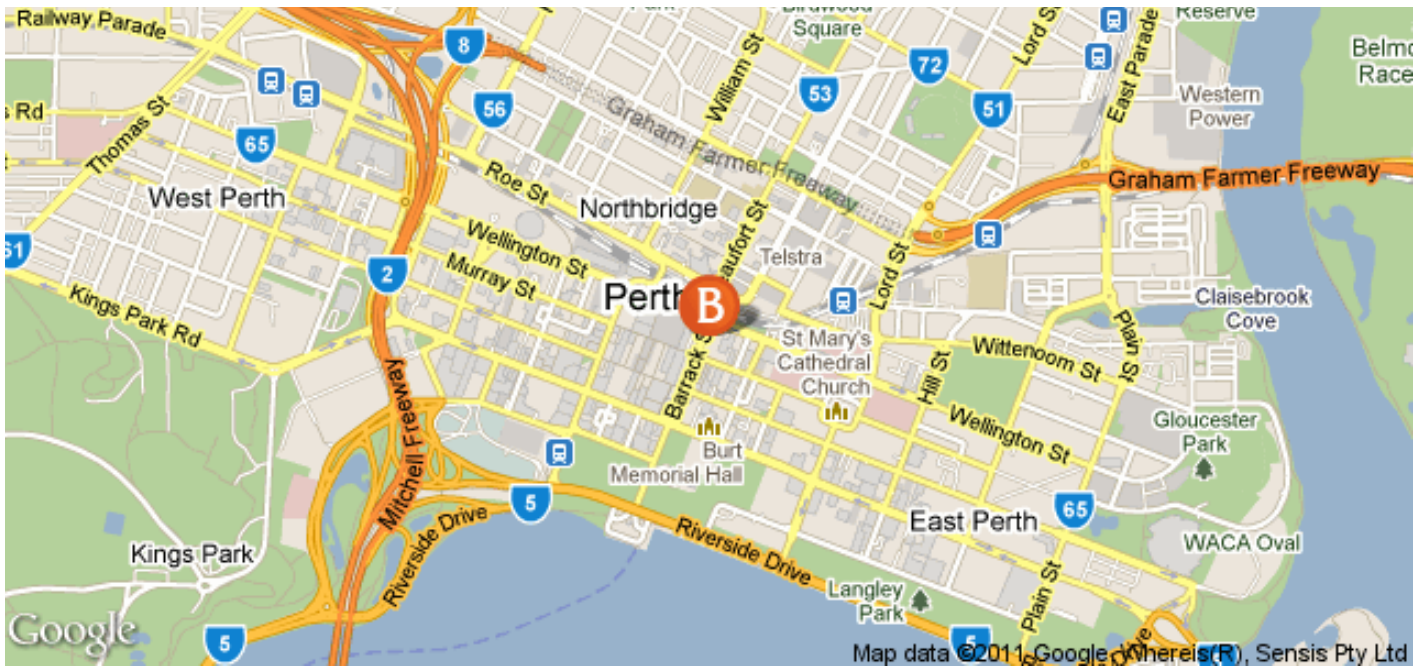 Railway Parade
8
Park
Birdwood
Square
Lord St
Reserve
Belmo
Race
72
William St
53
East Parade
56
51
Western
Power
s Rd
Thomas St
65
Graham Farmer Freeway
Graham Farmer Freeway
West Perth
Roe St
Northbridge
Beaufort St
Telstra
Lord St
61
Wellington St
Murray St
2
Kings Park Rd
Perth
B
Claisebrook
Cove
St Mary's
Cathedral
Church
Wittenoom St
Plain St
Hill St
Barrack S
Mitchell Freeway
Gloucester
Park
Wellington St
Burt
Memorial Hall
5
65
East Perth
Riverside Drive
Riverside Drive
WACA Oval
Kings Park
Langley
Park
Plain St
5
5
Drive
5
Google
Map data ©2011 Google, Whereis(R), Sensis Pty Ltd